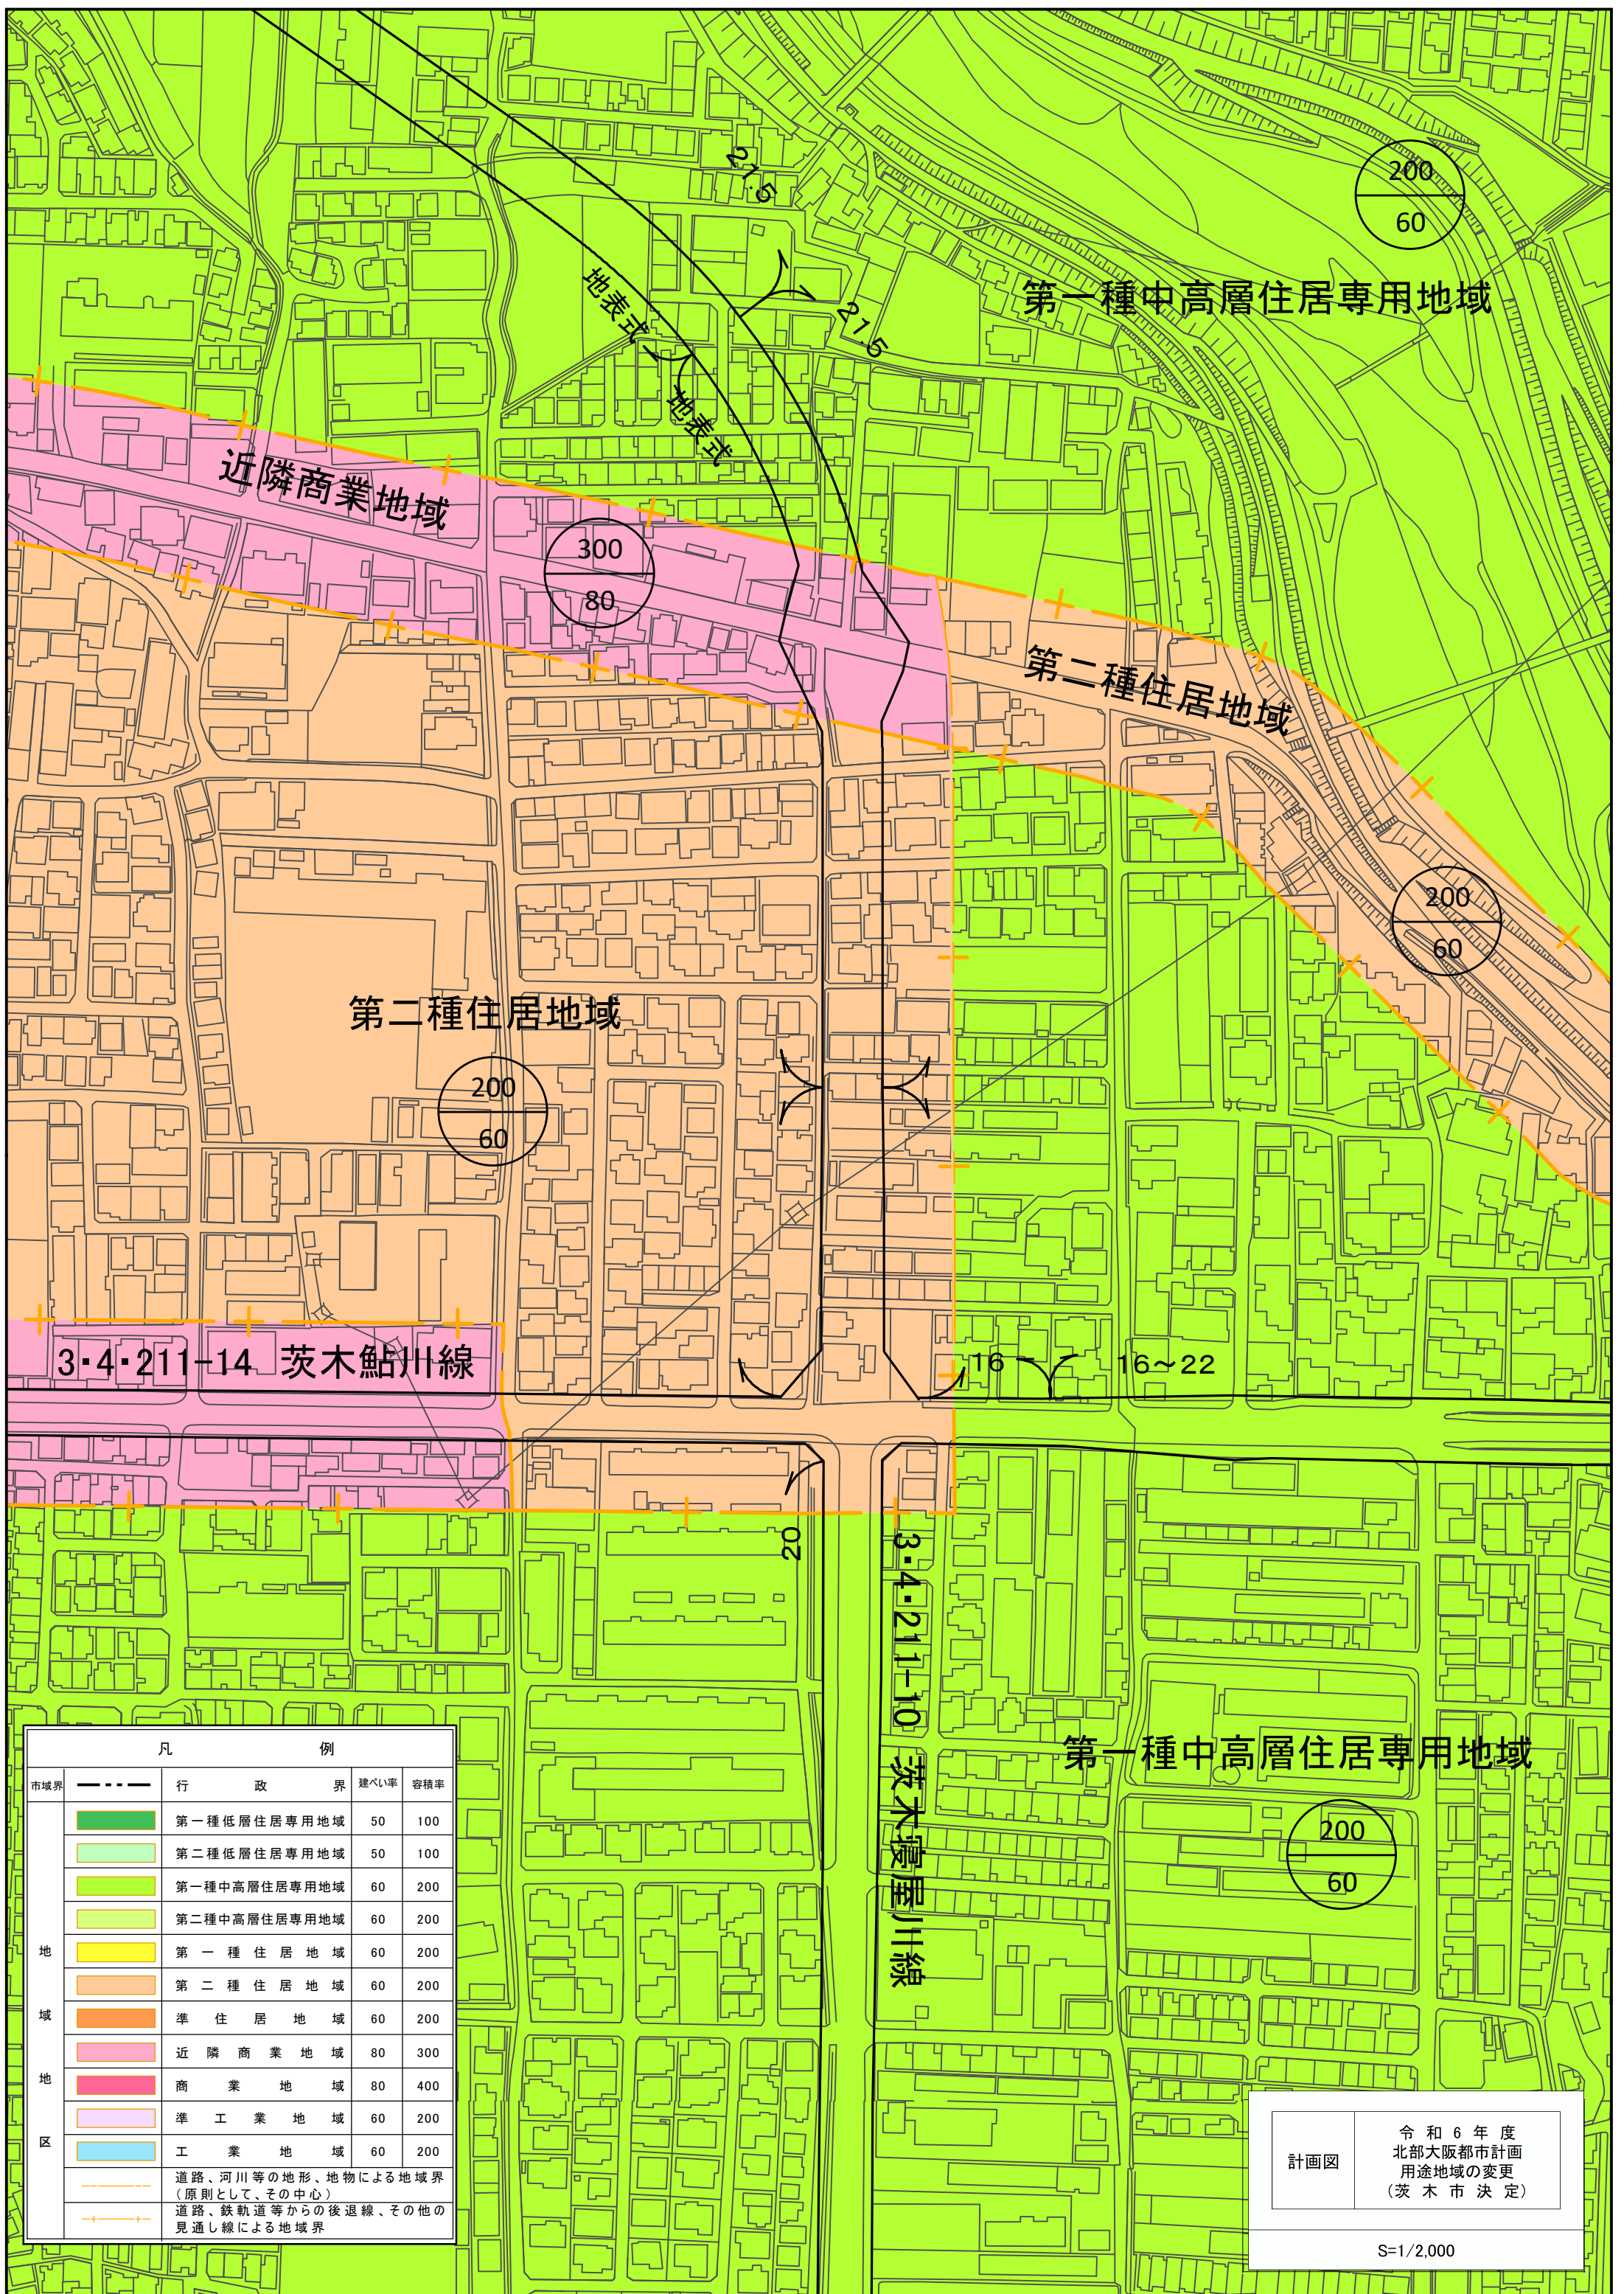 21.5
200
60
第一種中高層住居専用地域
地表式
21.5
地表式
近隣商業地域
300
80
第二種住居地域
200
60
第二種住居地域
200
60
3・4・211-14 茨木鮎川線
16
16~22
20
3・4・211-10 茨木寝屋川線
第一種中高層住居専用地域
200
60
凡 例
市域界 行政界 建ぺい率 容積率
地域地区
第一種低層住居専用地域 50 100
第二種低層住居専用地域 50 100
第一種中高層住居専用地域 60 200
第二種中高層住居専用地域 60 200
第一種住居地域 60 200
第二種住居地域 60 200
準住居地域 60 200
近隣商業地域 80 300
商業地域 80 400
準工業地域 60 200
工業地域 60 200
道路、河川等の地形、地物による地域界
(原則として、その中心)
道路、鉄軌道等からの後退線、その他の
見通し線による地域界
計画図
令和6年度
北部大阪都市計画
用途地域の変更
(茨木市決定)
S=1/2,000